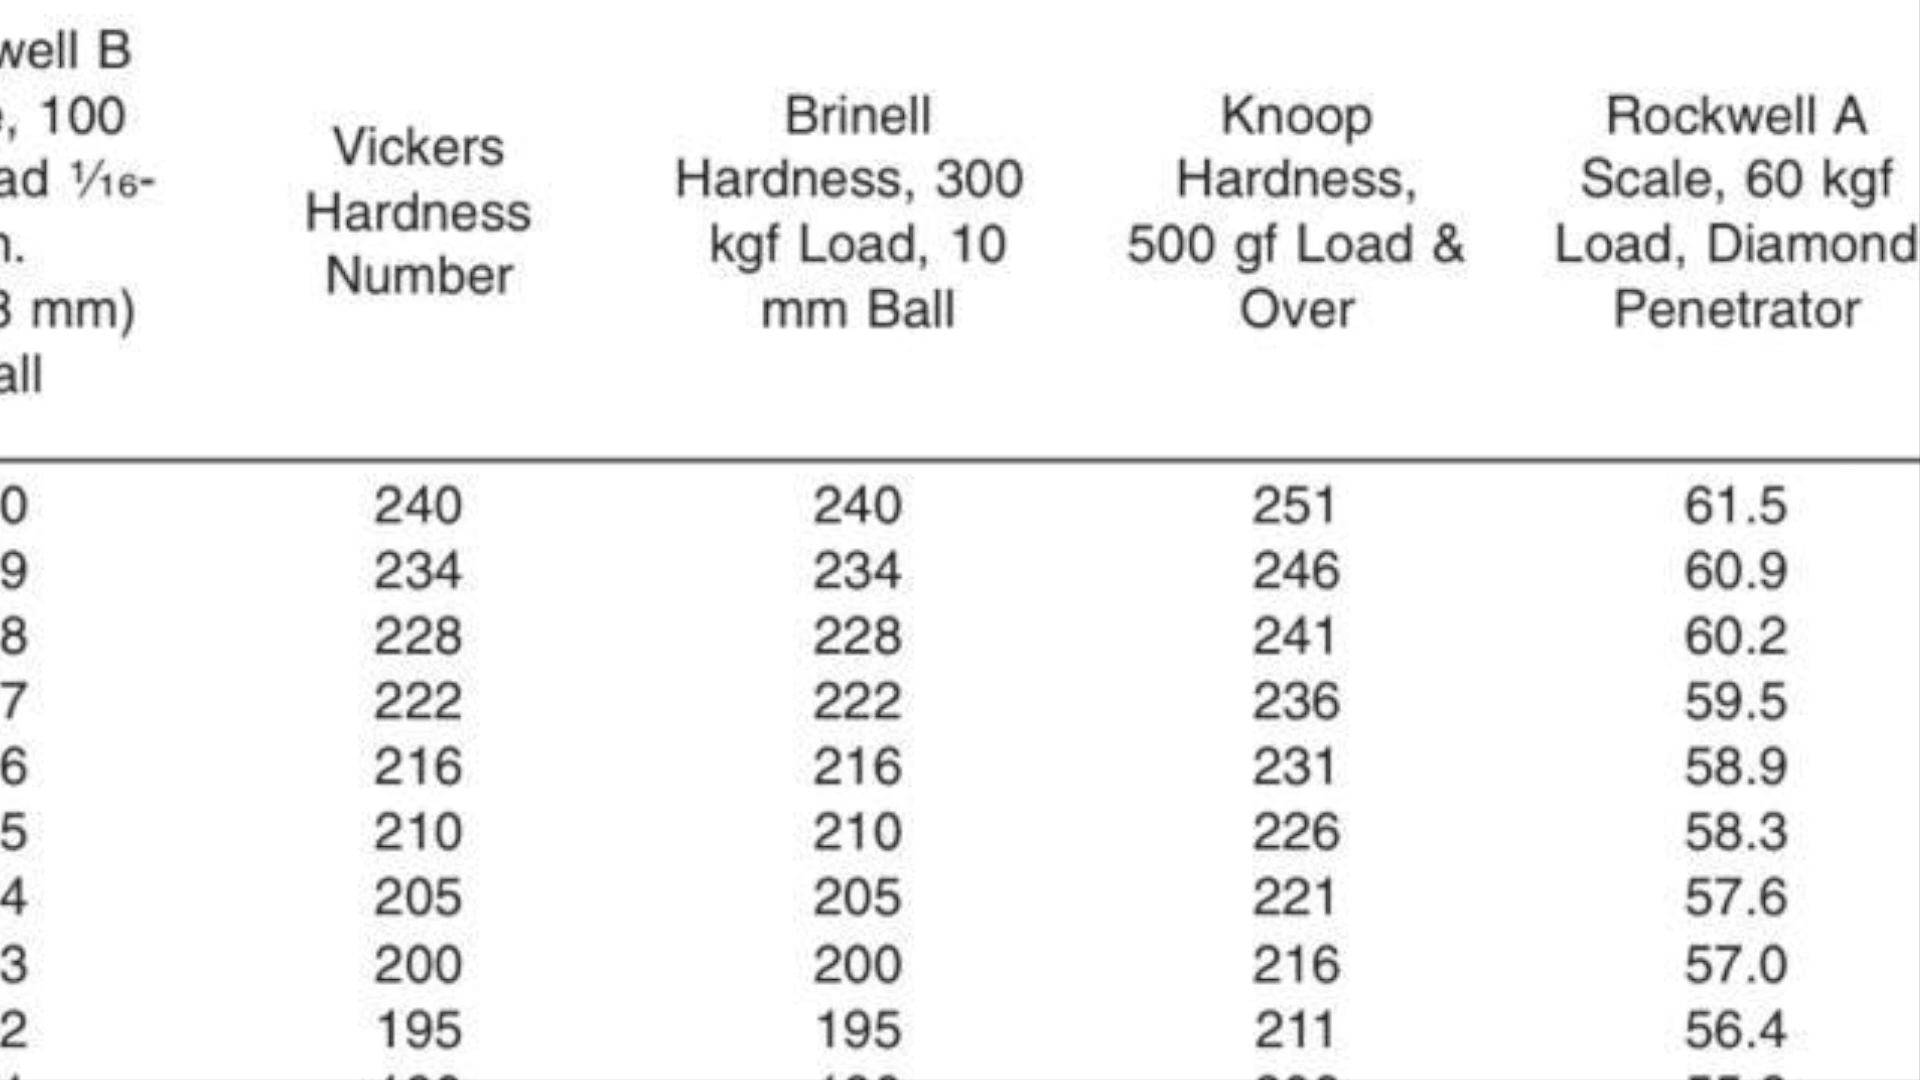 well B
, 100 Brinell Knoop Rockwell A
Vickers
ad 1⁄16- Hardness, 300 Hardness, Scale, 60 kgf
Hardness
n. kgf Load, 10 500 gf Load & Load, Diamond
Number
mm) mm Ball Over Penetrator
all
0 240 240 251 61.5
9 234 234 246 60.9
8 228 228 241 60.2
7 222 222 236 59.5
6 216 216 231 58.9
5 210 210 226 58.3
4 205 205 221 57.6
3 200 200 216 57.0
2 195 195 211 56.4